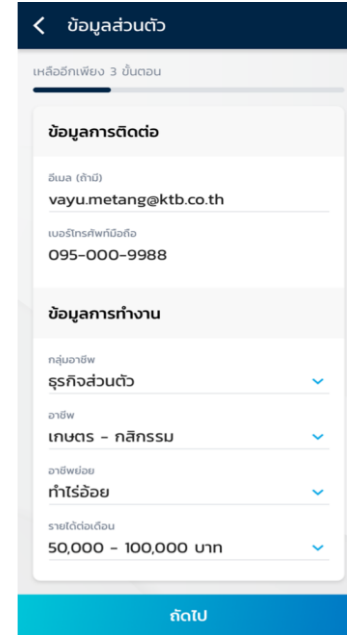 ข้อมูลส่วนตัว
เหลืออีกเพียง 3 ขั้นตอน
ข้อมูลการติดต่อ
อีเมล (ถ้ามี)
vayu.metang@ktb.co.th
เบอร์โทรศัพท์มือถือ
095-000-9988
ข้อมูลการทำงาน
กลุ่มอาชีพ
ธุรกิจส่วนตัว
อาชีพ
เกษตร - กสิกรรม
อาชีพย่อย
ทำไร่อ้อย
รายได้ต่อเดือน
50,000 - 100,000 บาท
ถัดไป